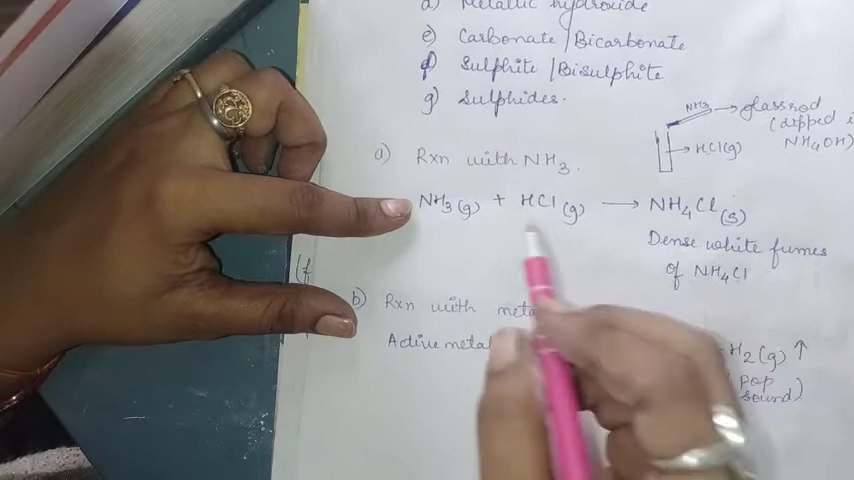 d) Metallic hydroxide
e) Carbonate / Bicarbonate
f) Sulphite / Bisulphite
g) Sulphides.
NH3 → glass rod
(dipped i
NH4OH)
→ HCl(g)
a) Rxn with NH3.
NH3(g) + HCl(g) → NH4Cl(s)
Dense white fumes
of NH4Cl
(f
b) Rxn with
Active metal
H2(g) ↑
pop
sound)